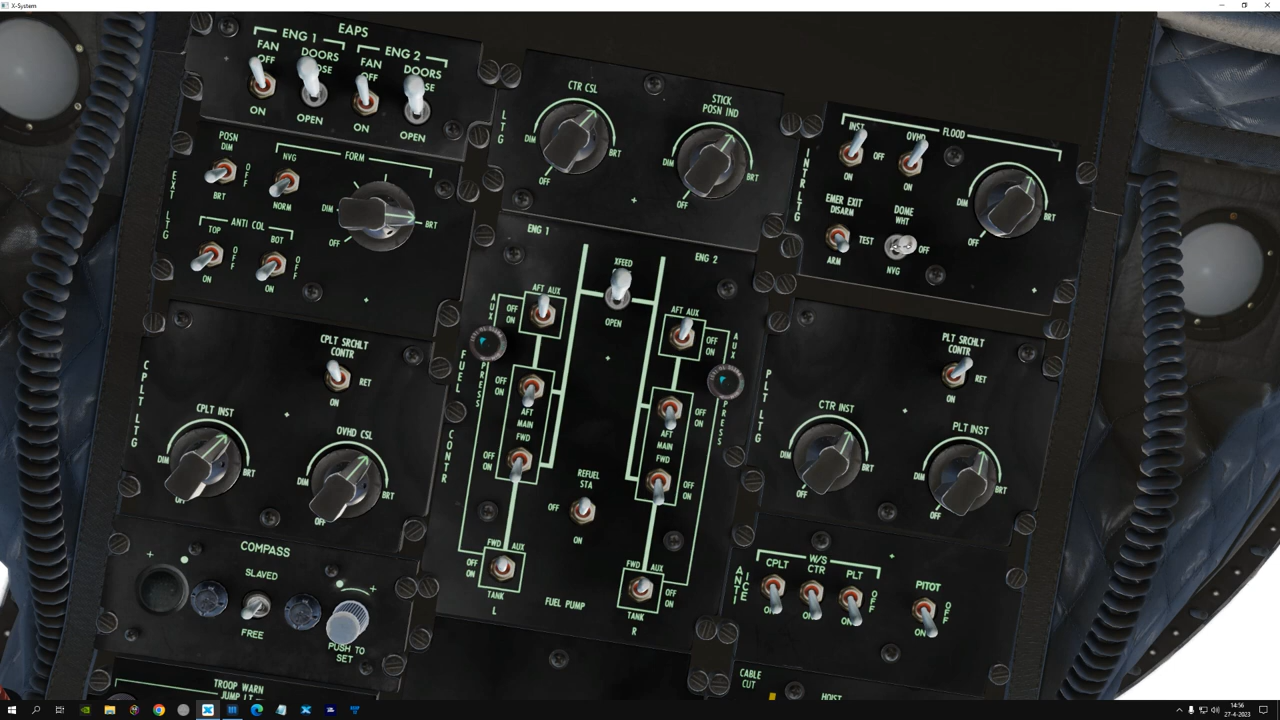 X-System
EAPS
ENG 1
ENG 2
FAN
OFF
DOORS
FAN
OFF
DOORS
ON
OPEN
ON
OPEN
EXT LTG
POSN
DIM
OFF
BRT
NVG
NORM
FORM
DIM
BRT
OFF
ANTI COL
TOP
OFF
ON
BOT
OFF
ON
LTG
CTR CSL
DIM
BRT
OFF
STICK
POSN IND
DIM
BRT
OFF
INTR LTG
FLOOD
INST
OFF
ON
OVHD
ON
DIM
BRT
OFF
EMER EXIT
DISARM
TEST
ARM
DOME
WHT
OFF
NVG
CPLT LTG
CPLT SRCHLT
CONTR
RET
ON
CPLT INST
DIM
BRT
OFF
OVHD CSL
DIM
BRT
OFF
FUEL CONTR
ENG 1
ENG 2
XFEED
OPEN
AUX PRESS
AFT AUX
OFF
ON
AFT AUX
OFF
ON
AUX PRESS
OFF
ON
AFT
MAIN
FWD
OFF
ON
OFF
ON
AFT
MAIN
FWD
OFF
ON
REFUEL
STA
OFF
ON
FWD AUX
OFF
ON
TANK
L
FUEL PUMP
FWD AUX
OFF
ON
TANK
R
PLT LTG
PLT SRCHLT
CONTR
RET
ON
CTR INST
DIM
BRT
OFF
PLT INST
DIM
BRT
OFF
COMPASS
+
SLAVED
FREE
+
PUSH TO
SET
ANTI ICE
W/S
CPLT
CTR
PLT
OFF
ON
ON
ON
PITOT
OFF
ON
TROOP WARN
JUMP LT
CABLE
CUT
HOIST
14:56
27-4-2023